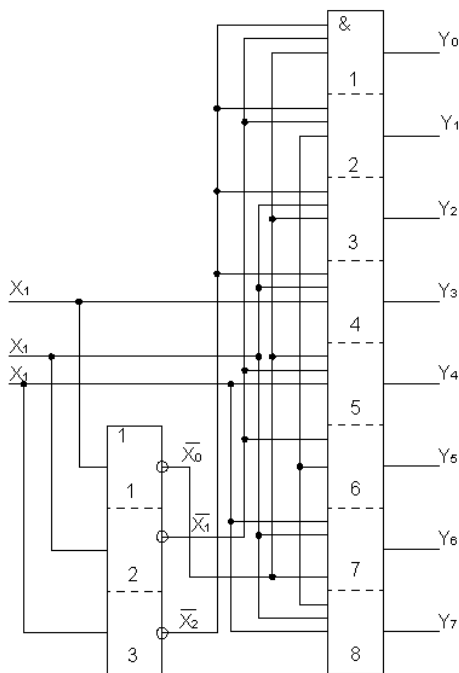 &
Y₀
1
Y₁
2
Y₂
3
X₁
Y₃
4
X₁
X₁
Y₄
5
1
X̅₀
Y₅
1
6
X̅₁
Y₆
2
7
X̅₂
Y₇
3
8